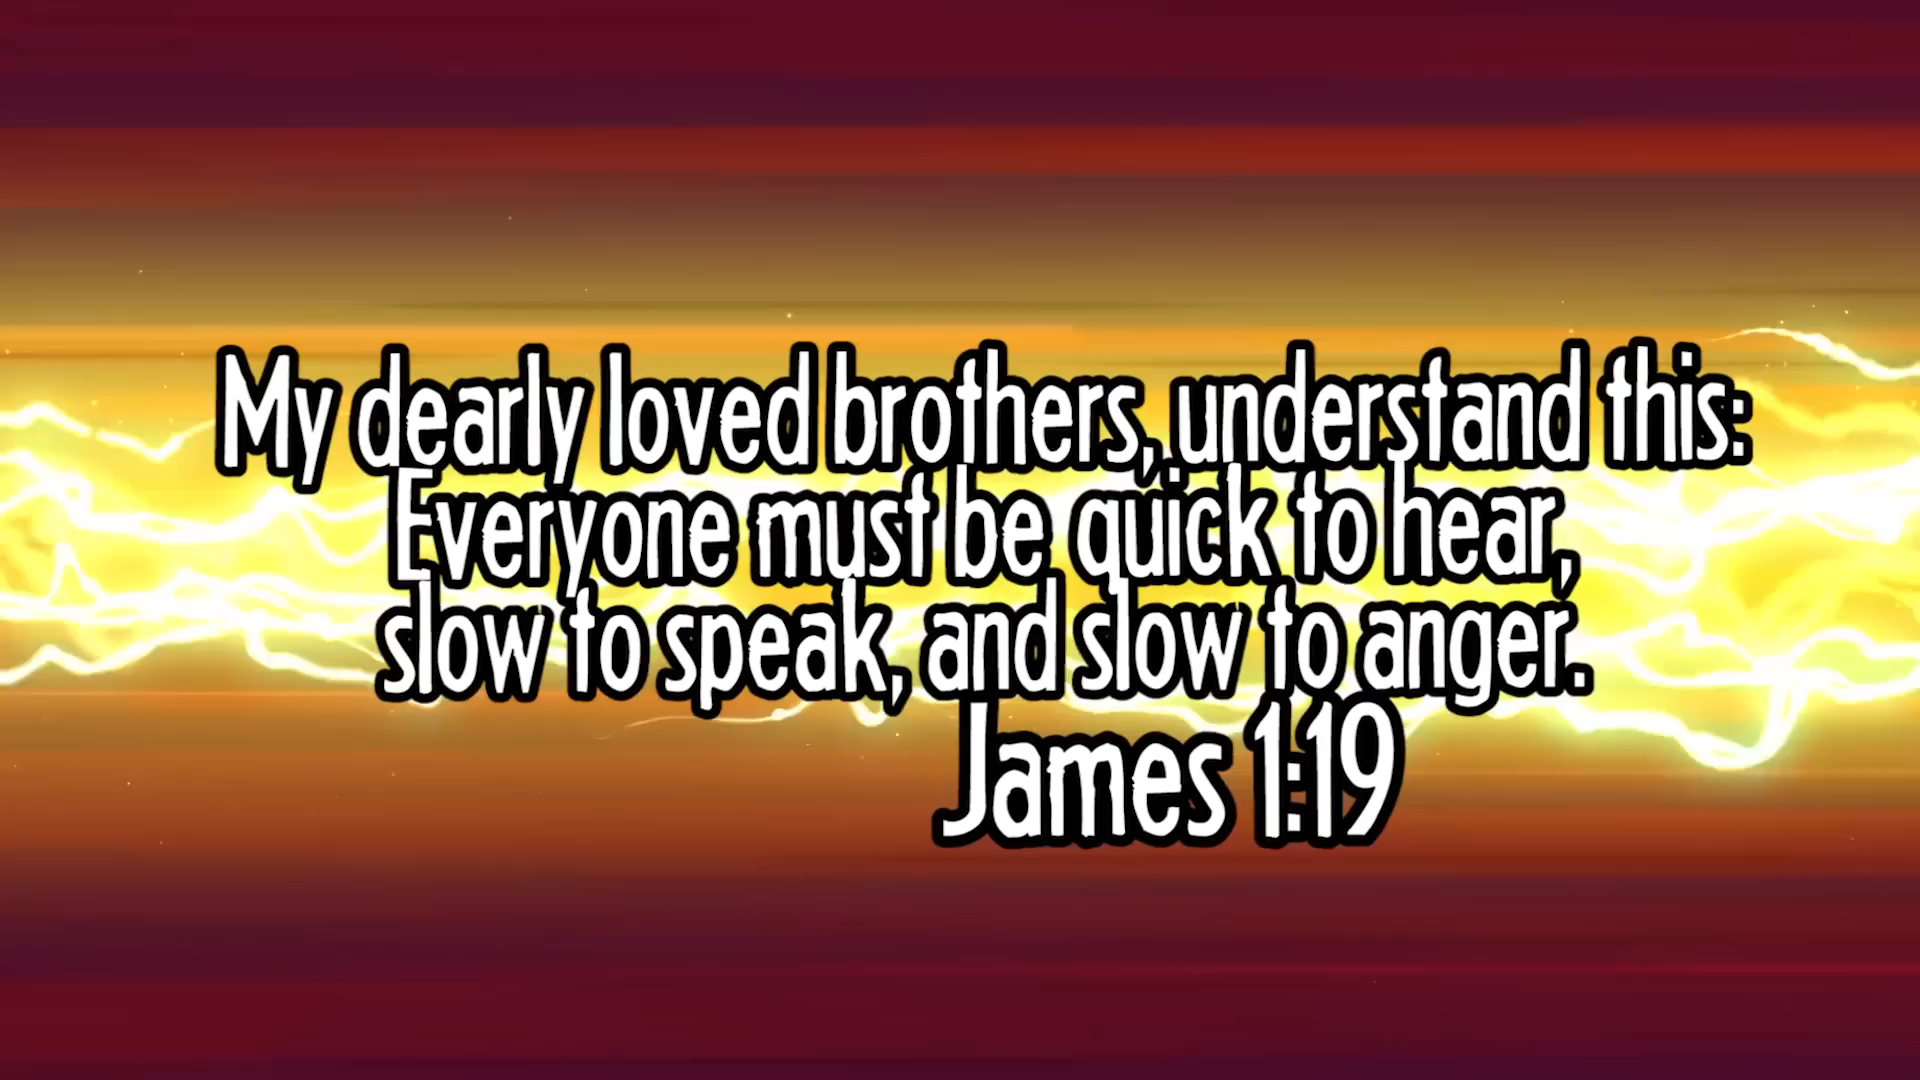 My dearly loved brothers, understand this:
Everyone must be quick to hear,
slow to speak, and slow to anger.
James 1:19